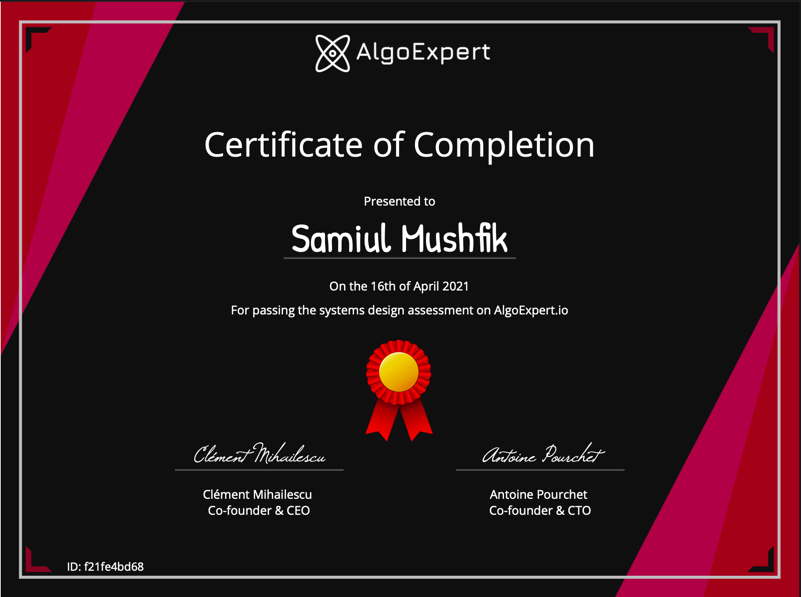 AlgoExpert
Certificate of Completion
Presented to
Samiul Mushfik
On the 16th of April 2021
For passing the systems design assessment on AlgoExpert.io
Clément Mihailescu
Antoine Pourchet
Clément Mihailescu
Co-founder & CEO
Antoine Pourchet
Co-founder & CTO
ID: f21fe4bd68